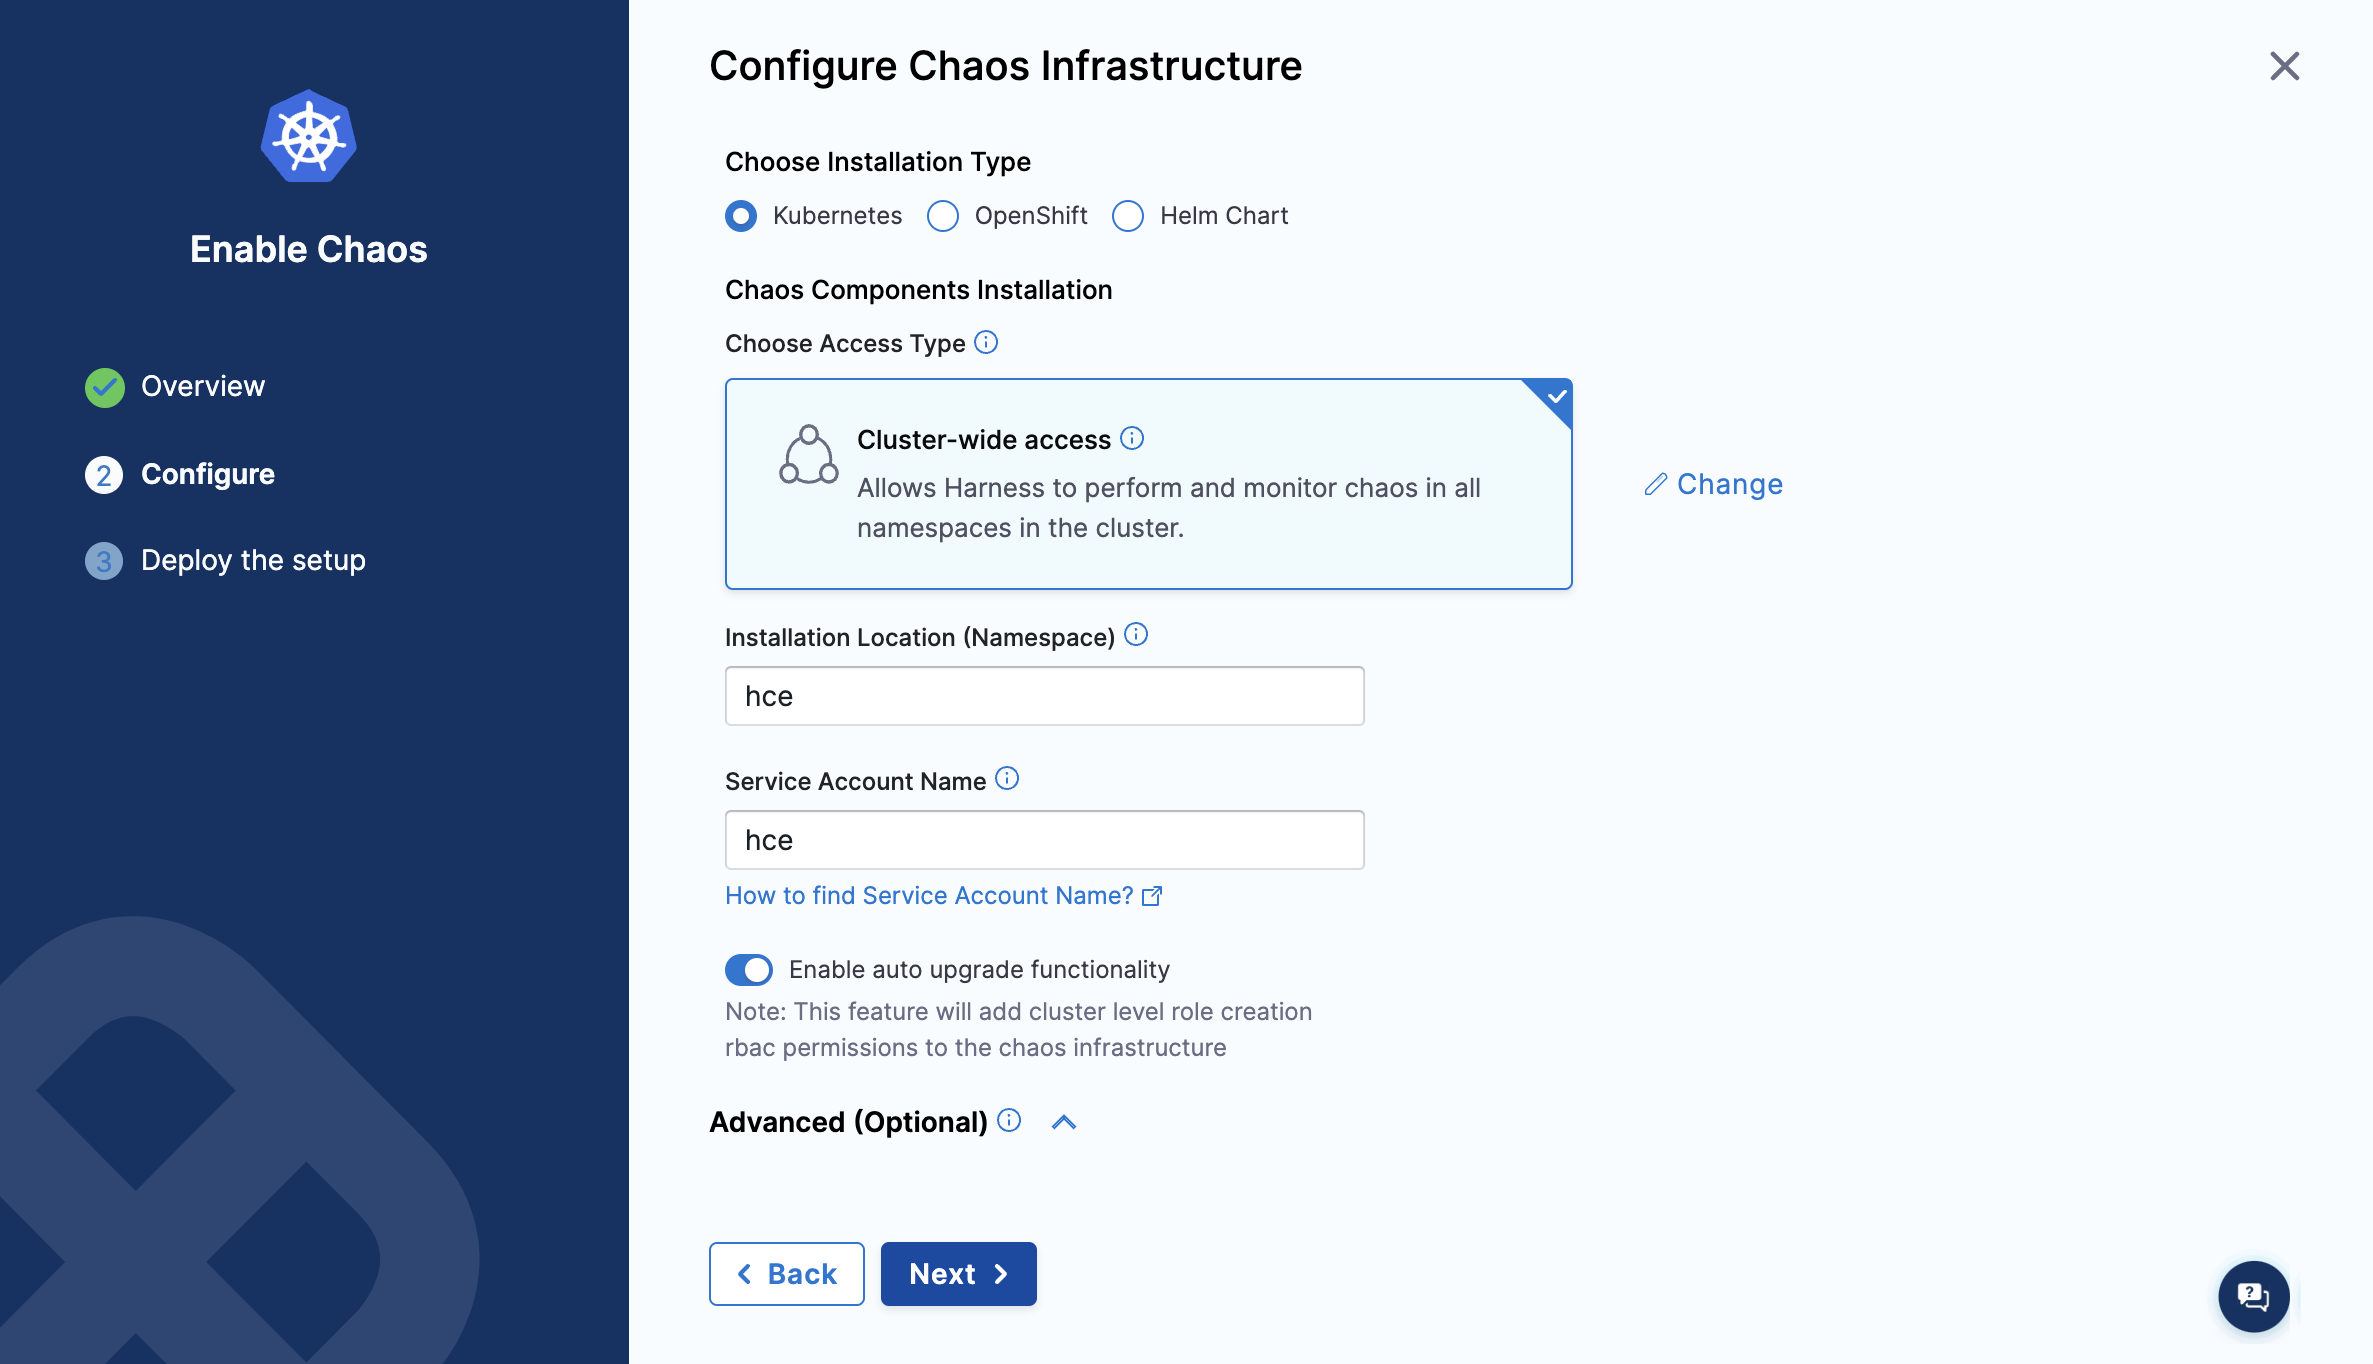 Enable Chaos
Overview
2 Configure
3 Deploy the setup
Configure Chaos Infrastructure
Choose Installation Type
Kubernetes OpenShift Helm Chart
Chaos Components Installation
Choose Access Type
Cluster-wide access
Allows Harness to perform and monitor chaos in all
namespaces in the cluster.
Change
Installation Location (Namespace)
hce
Service Account Name
hce
How to find Service Account Name?
Enable auto upgrade functionality
Note: This feature will add cluster level role creation
rbac permissions to the chaos infrastructure
Advanced (Optional)
Back Next